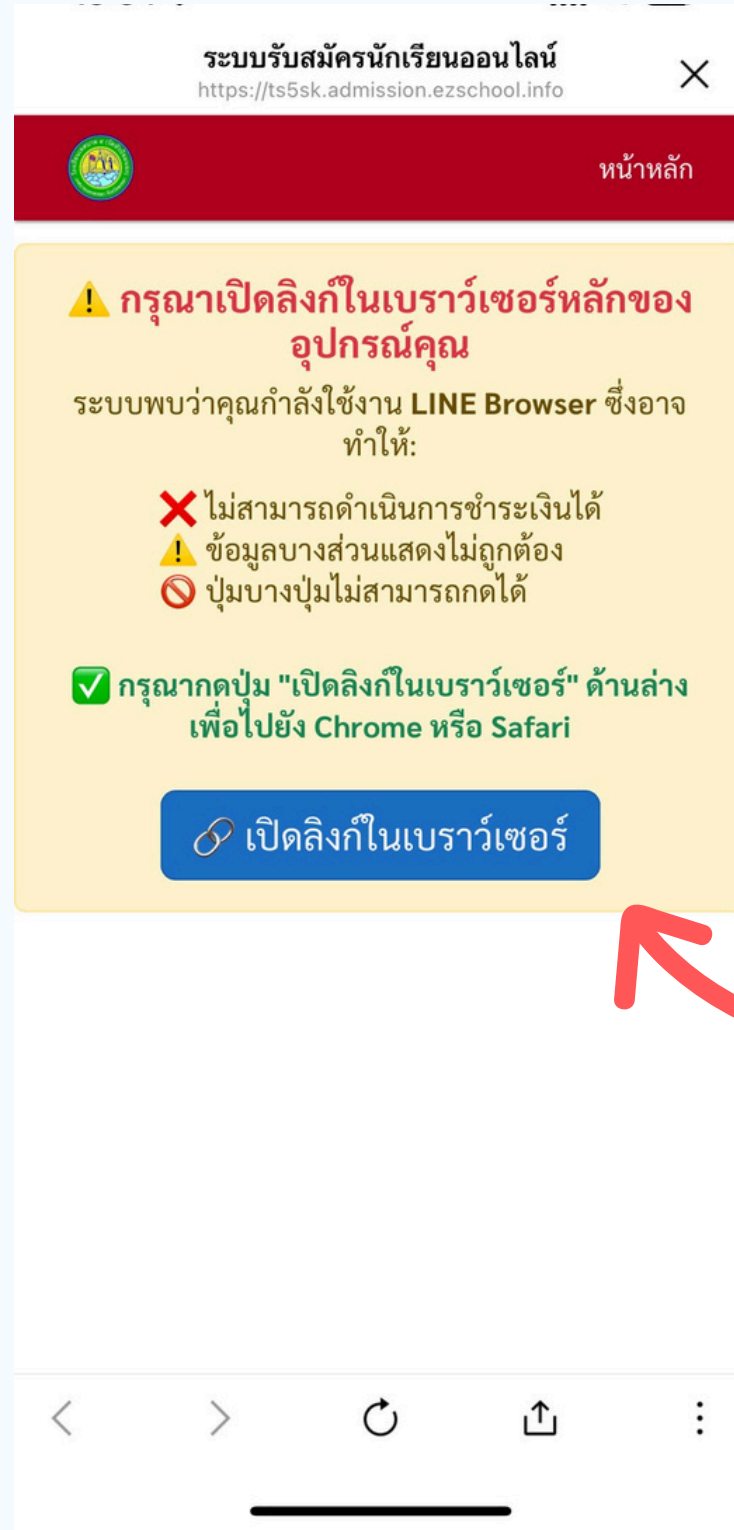 ระบบรับสมัครนักเรียนออนไลน์
https://ts5sk.admission.ezschool.info
หน้าหลัก
⚠️ กรุณาเปิดลิงก์ในเบราว์เซอร์หลักของ
อุปกรณ์คุณ
ระบบพบว่าคุณกำลังใช้งาน LINE Browser ซึ่งอาจ
ทำให้:
❌ ไม่สามารถดำเนินการชำระเงินได้
⚠️ ข้อมูลบางส่วนแสดงไม่ถูกต้อง
🚫 ปุ่มบางปุ่มไม่สามารถกดได้
✅ กรุณากดปุ่ม "เปิดลิงก์ในเบราว์เซอร์" ด้านล่าง
เพื่อไปยัง Chrome หรือ Safari
🔗 เปิดลิงก์ในเบราว์เซอร์